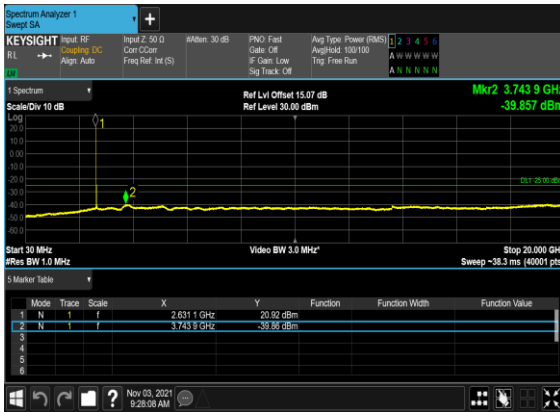 Spectrum Analyzer 1
Swept SA
+
KEYSIGHT Input: RF Input Z: 50 Ω #Atten: 30 dB PNO: Fast Avg Type: Power (RMS) 1 2 3 4 5 6
RL Coupling: DC Corr CCorr Gate: Off Avg|Hold: 100/100 A W W W W W
Align: Auto Freq Ref: Int (S) IF Gain: Low Trig: Free Run
Sig Track: Off A N N N N N
1 Spectrum Ref Lvl Offset 15.07 dB Mkr2 3.743 9 GHz
Scale/Div 10 dB Ref Level 30.00 dBm -39.857 dBm
Log
1
20.0
10.0
0.00
-10.0
-20.0 DL1 -25.00 dBm
-30.0
2
-40.0
-50.0
-60.0
Start 30 MHz Video BW 3.0 MHz* Stop 20.000 GHz
#Res BW 1.0 MHz Sweep ~38.3 ms (40001 pts)
5 Marker Table
Mode Trace Scale X Y Function Function Width Function Value
1 N 1 f 2.631 1 GHz 20.92 dBm
2 N 1 f 3.743 9 GHz -39.86 dBm
3
4
5
6
? Nov 03, 2021
9:28:08 AM